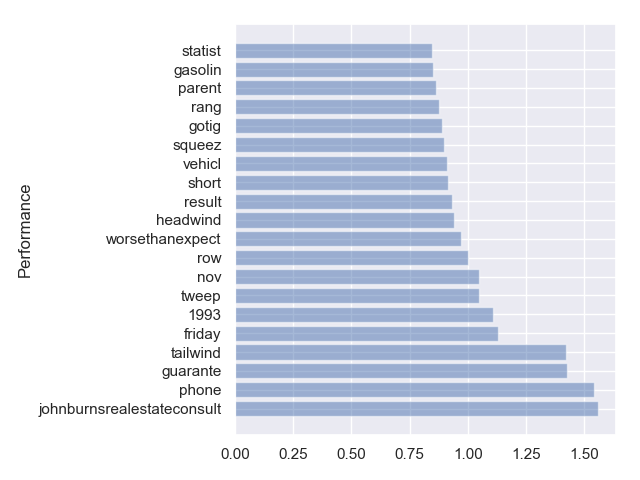 statist
gasolin
parent
rang
gotig
squeez
vehicl
short
result
headwind
worsethanexpect
row
nov
tweep
1993
friday
tailwind
guarante
phone
johnburnsrealestateconsult
Performance
0.00 0.25 0.50 0.75 1.00 1.25 1.50